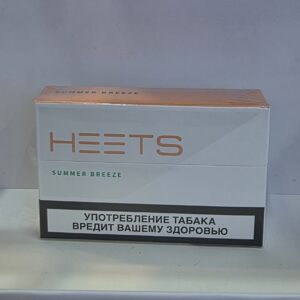 SUMMER BREEZE
HEETS
SUMMER BREEZE
УПОТРЕБЛЕНИЕ ТАБАКА
ВРЕДИТ ВАШЕМУ ЗДОРОВЬЮ